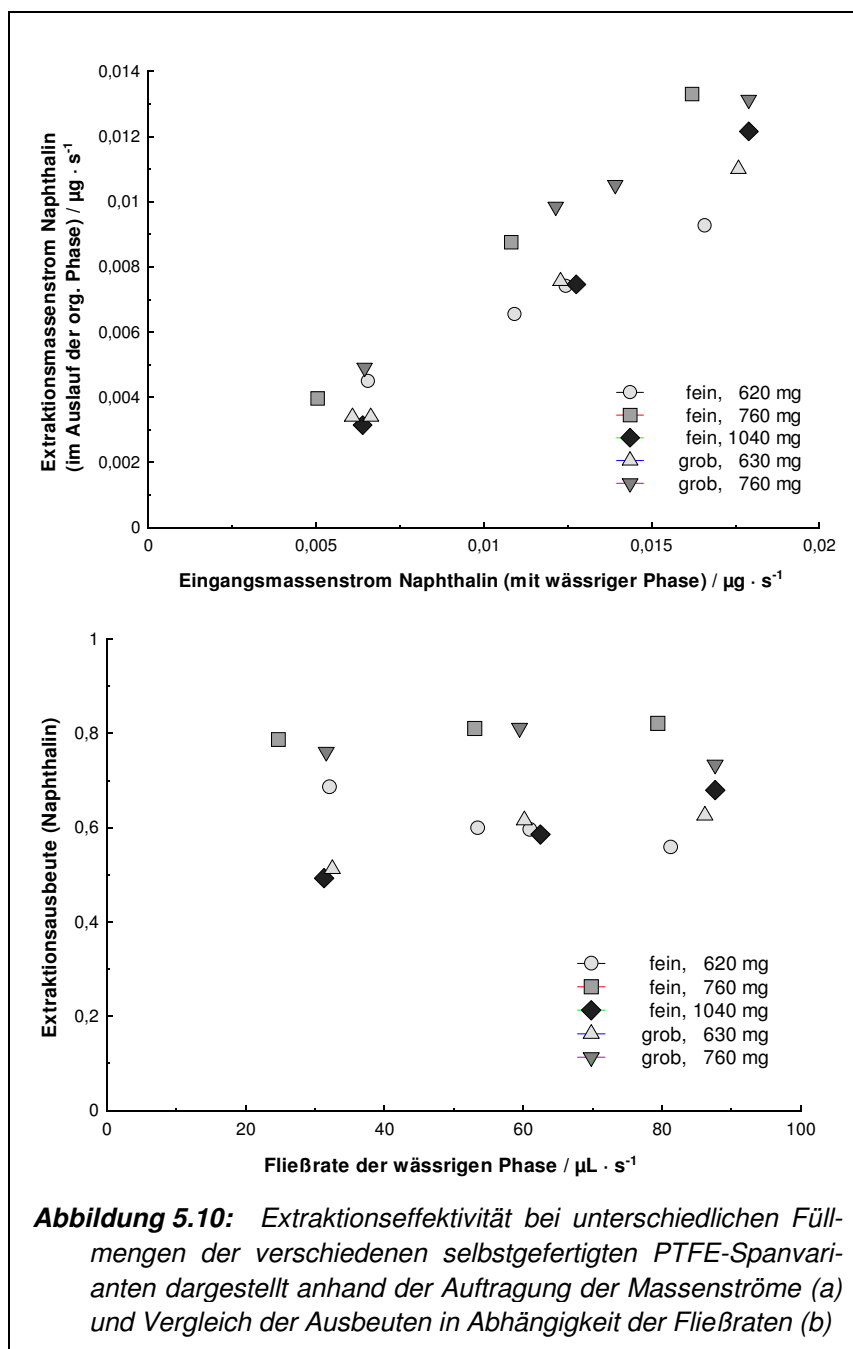 0,014
0,012
0,01
0,008
0,006
0,004
0,002
0
Extraktionsmassenstrom Naphthalin
(im Auslauf der org. Phase) / µg · s⁻¹
fein, 620 mg
fein, 760 mg
fein, 1040 mg
grob, 630 mg
grob, 760 mg
0 0,005 0,01 0,015 0,02
Eingangsmassenstrom Naphthalin (mit wässriger Phase) / µg · s⁻¹
1
0,8
0,6
0,4
0,2
0
Extraktionsausbeute (Naphthalin)
fein, 620 mg
fein, 760 mg
fein, 1040 mg
grob, 630 mg
grob, 760 mg
0 20 40 60 80 100
Fließrate der wässrigen Phase / µL · s⁻¹
Abbildung 5.10: Extraktionseffektivität bei unterschiedlichen Füll-
mengen der verschiedenen selbstgefertigten PTFE-Spanvari-
anten dargestellt anhand der Auftragung der Massenströme (a)
und Vergleich der Ausbeuten in Abhängigkeit der Fließraten (b)